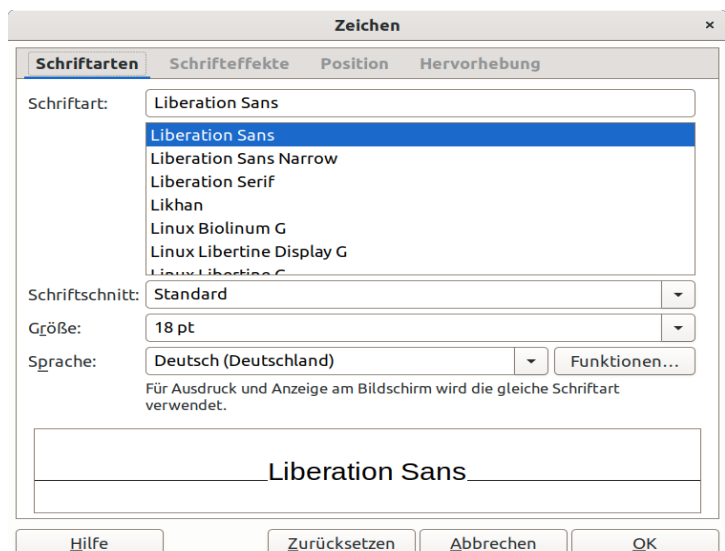 Zeichen ×
Schriftarten Schrifteffekte Position Hervorhebung
Schriftart: Liberation Sans
Liberation Sans
Liberation Sans Narrow
Liberation Serif
Likhan
Linux Biolinum G
Linux Libertine Display G
Linux Libertine G
Schriftschnitt: Standard
Größe: 18 pt
Sprache: Deutsch (Deutschland) Funktionen...
Für Ausdruck und Anzeige am Bildschirm wird die gleiche Schriftart
verwendet.
Liberation Sans
Hilfe Zurücksetzen Abbrechen OK